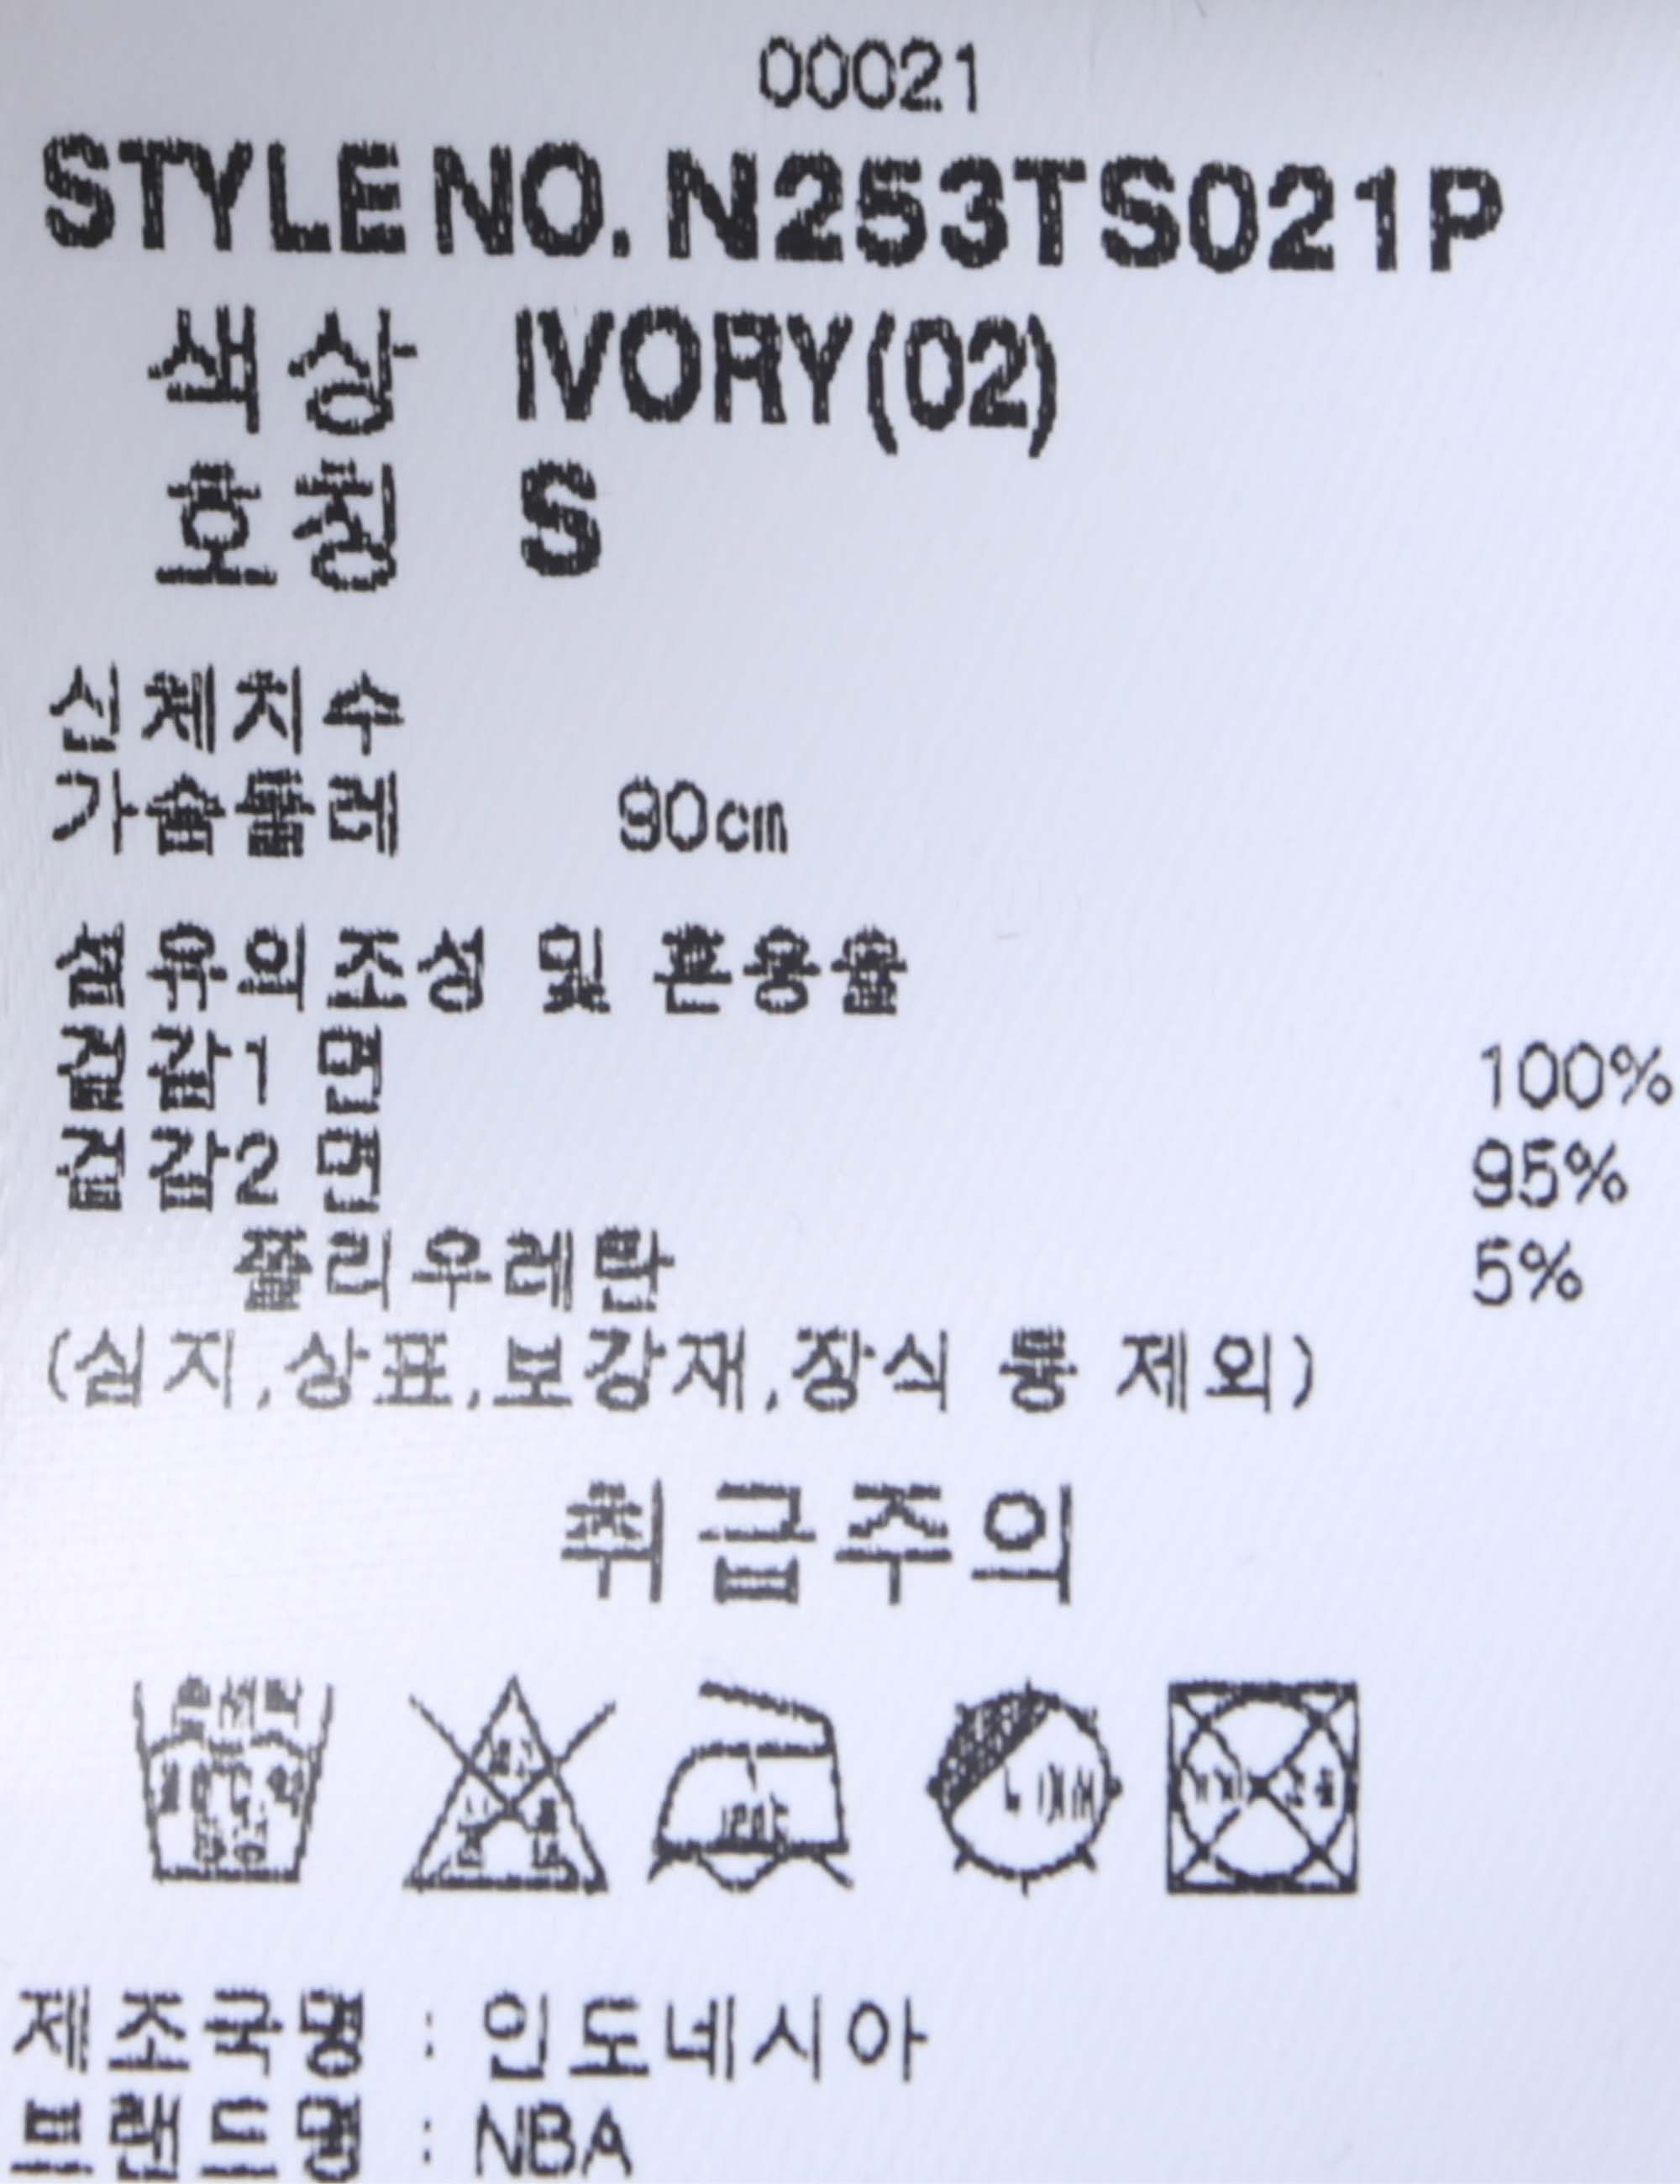 00021
STYLE NO. N253TS021P
색상 IVORY(02)
호칭 S
신체치수
가슴둘레 90cm
섬유의조성 및 혼용율
겉감1 면 100%
겉감2 면 95%
폴리우레탄 5%
(심지,상표,보강재,장식 등 제외)
취급주의
제조국명 : 인도네시아
브랜드명 : NBA